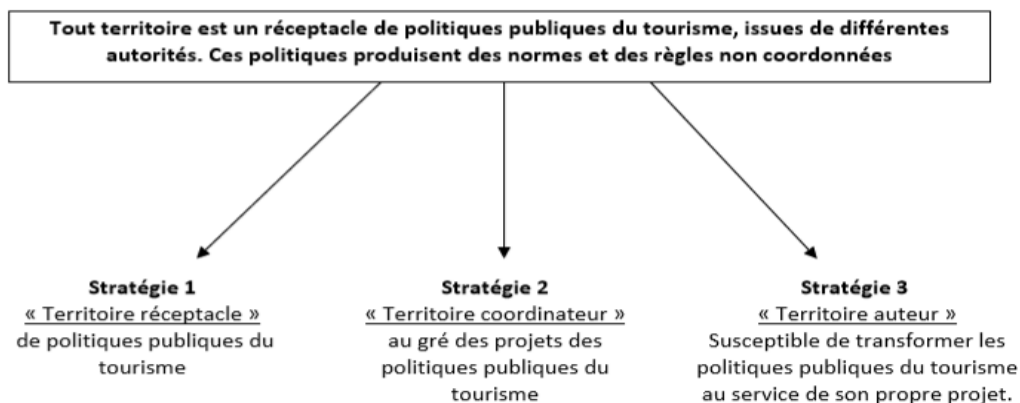 Tout territoire est un réceptacle de politiques publiques du tourisme, issues de différentes
autorités. Ces politiques produisent des normes et des règles non coordonnées
Stratégie 1
« Territoire réceptacle »
de politiques publiques du
tourisme
Stratégie 2
« Territoire coordinateur »
au gré des projets des
politiques publiques du
tourisme
Stratégie 3
« Territoire auteur »
Susceptible de transformer les
politiques publiques du tourisme
au service de son propre projet.